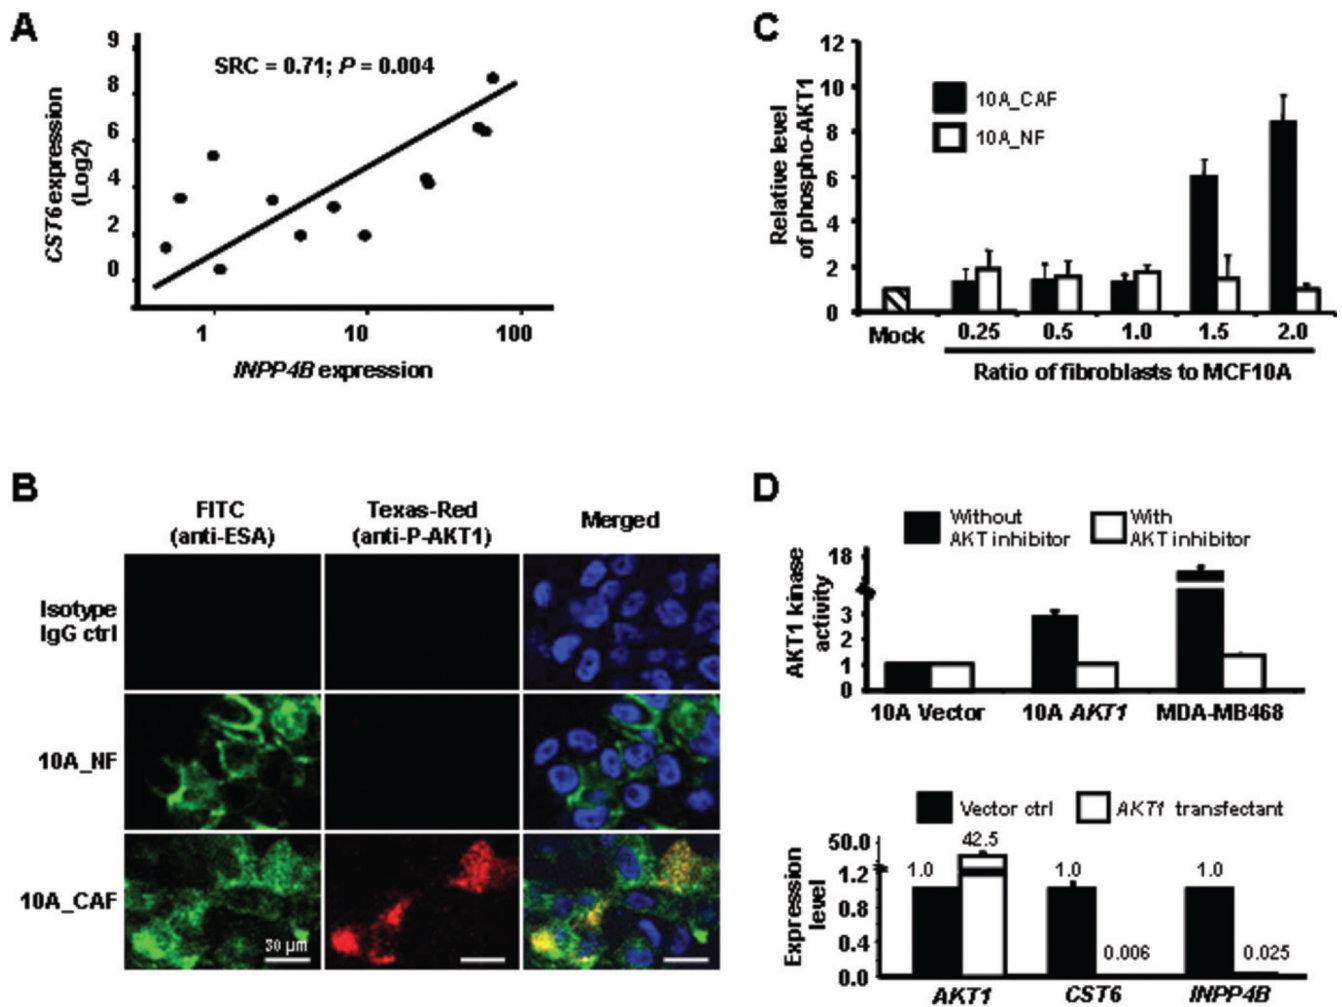 A
CST6 expression
(Log2)
9
8
6
4
2
0
SRC = 0.71; P = 0.004
1
10
100
INPP4B expression
C
Relative level
of phospho-AKT1
12
10
8
6
4
2
0
10A_CAF
10A_NF
Mock
0.25
0.5
1.0
1.5
2.0
Ratio of fibroblasts to MCF10A
B
FITC
(anti-ESA)
Texas-Red
(anti-P-AKT1)
Merged
Isotype
IgG ctrl
10A_NF
10A_CAF
30 µm
D
Without
AKT inhibitor
With
AKT inhibitor
AKT1 kinase
activity
18
3
2
1
0
10A Vector
10A AKT1
MDA-MB468
Vector ctrl
AKT1 transfectant
Expression
level
50.0
1.2
0.8
0.4
0.0
1.0
42.5
1.0
0.006
1.0
0.025
AKT1
CST6
INPP4B